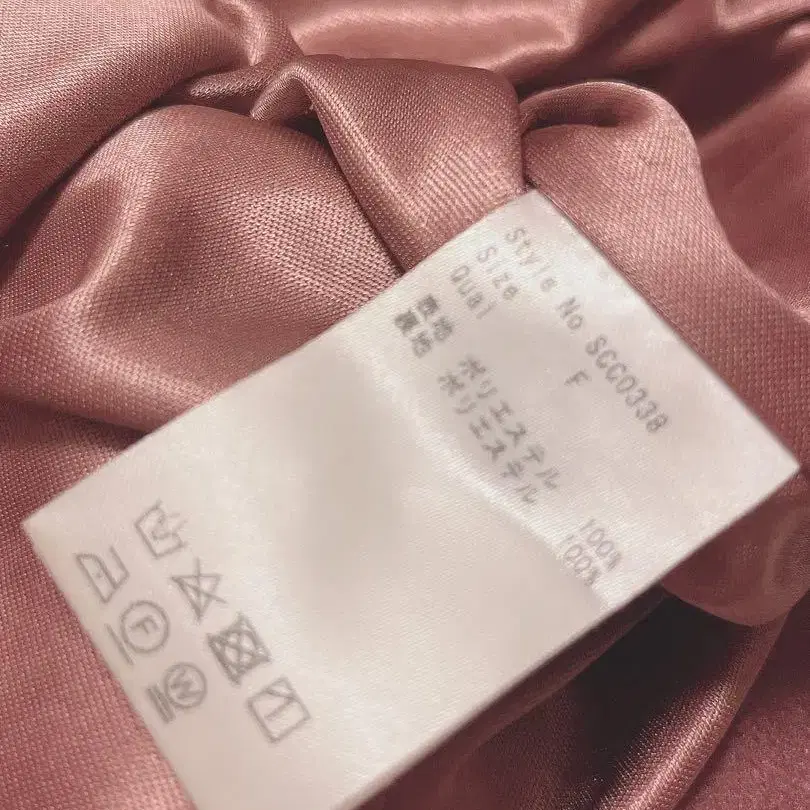 Style No SCC0338
Size F
Qual
表地 ポリエステル 100%
裏地 ポリエステル 100%
F
W